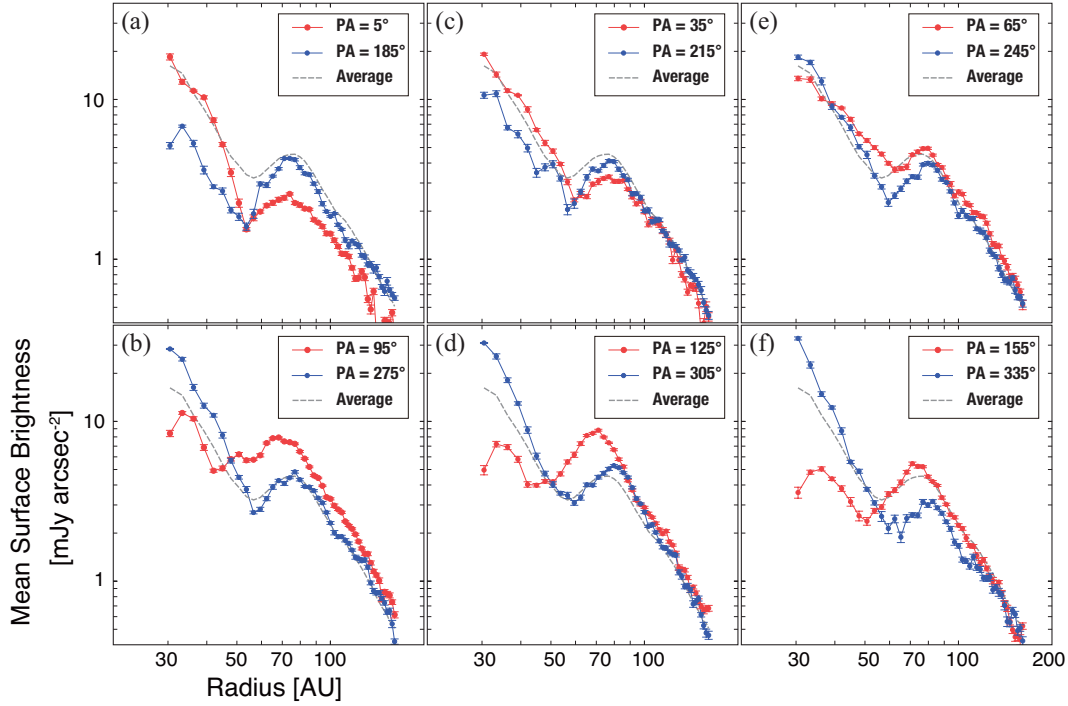 (a)
PA = 5°
PA = 185°
Average
(c)
PA = 35°
PA = 215°
Average
(e)
PA = 65°
PA = 245°
Average
10
1
(b)
PA = 95°
PA = 275°
Average
(d)
PA = 125°
PA = 305°
Average
(f)
PA = 155°
PA = 335°
Average
10
1
Mean Surface Brightness
[mJy arcsec-2]
30 50 70 100 30 50 70 100 30 50 70 100 200
Radius [AU]